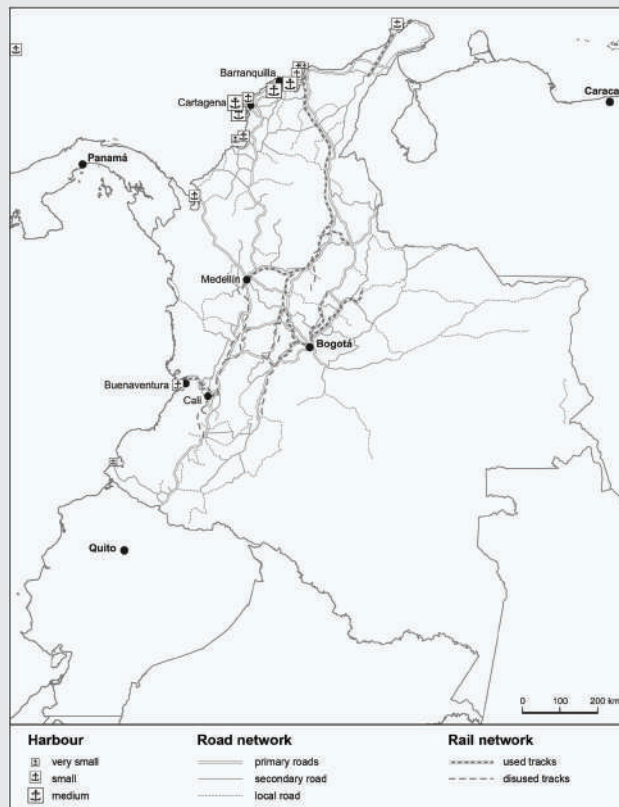 Barranquilla
Caraca
Cartagena
Panamá
Medellín
Bogotá
Buenaventura
Cali
Quito
0 100 200 km
Harbour
very small
small
medium
Road network
primary roads
secondary road
local road
Rail network
used tracks
disused tracks